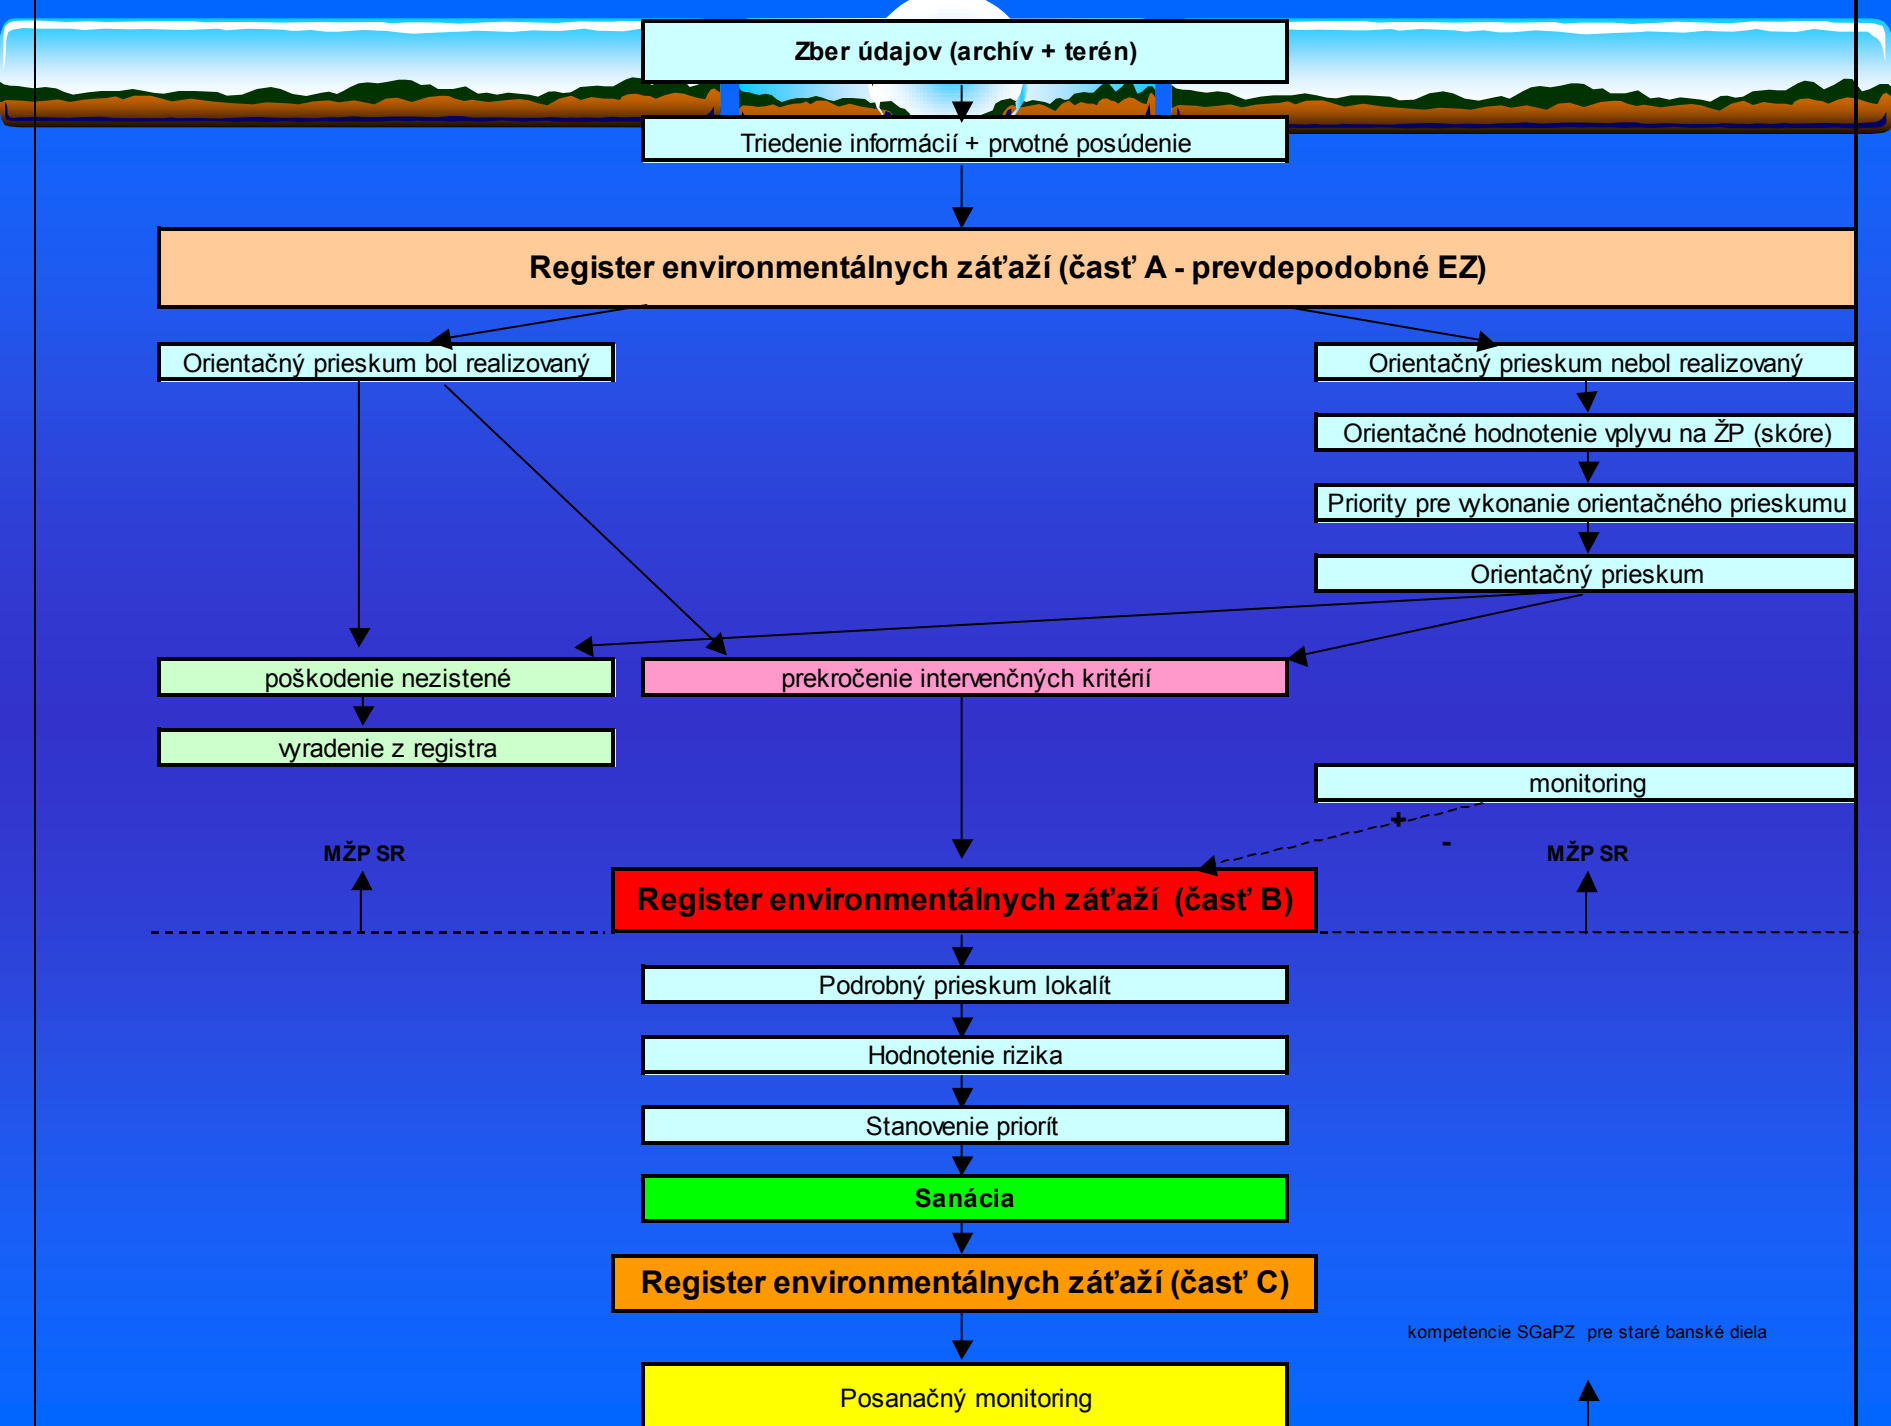 Zber údajov (archív + terén)
Triedenie informácií + prvotné posúdenie
Register environmentálnych záťaží (časť A - prevdepodobné EZ)
Orientačný prieskum bol realizovaný
Orientačný prieskum nebol realizovaný
Orientačné hodnotenie vplyvu na ŽP (skóre)
Priority pre vykonanie orientačného prieskumu
Orientačný prieskum
poškodenie nezistené
prekročenie intervenčných kritérií
vyradenie z registra
monitoring
+
-
MŽP SR
MŽP SR
Register environmentálnych záťaží (časť B)
Podrobný prieskum lokalít
Hodnotenie rizika
Stanovenie priorít
Sanácia
Register environmentálnych záťaží (časť C)
kompetencie SGaPZ pre staré banské diela
Posanačný monitoring